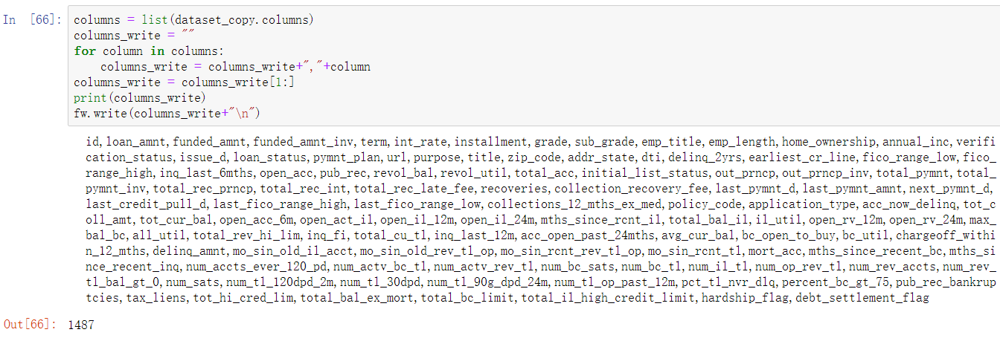 In [66]: columns = list(dataset_copy.columns)
columns_write = ""
for column in columns:
    columns_write = columns_write+","+column
columns_write = columns_write[1:]
print(columns_write)
fw.write(columns_write+"\n")
id,loan_amnt,funded_amnt,funded_amnt_inv,term,int_rate,installment,grade,sub_grade,emp_title,emp_length,home_ownership,annual_inc,verifi
cation_status,issue_d,loan_status,pymnt_plan,url,purpose,title,zip_code,addr_state,dti,delinq_2yrs,earliest_cr_line,fico_range_low,fico_
range_high,inq_last_6mths,open_acc,pub_rec,revol_bal,revol_util,total_acc,initial_list_status,out_prncp,out_prncp_inv,total_pymnt,total_
pymnt_inv,total_rec_prncp,total_rec_int,total_rec_late_fee,recoveries,collection_recovery_fee,last_pymnt_d,last_pymnt_amnt,next_pymnt_d,
last_credit_pull_d,last_fico_range_high,last_fico_range_low,collections_12_mths_ex_med,policy_code,application_type,acc_now_delinq,tot_c
oll_amt,tot_cur_bal,open_acc_6m,open_act_il,open_il_12m,open_il_24m,mths_since_rcnt_il,total_bal_il,il_util,open_rv_12m,open_rv_24m,max_
bal_bc,all_util,total_rev_hi_lim,inq_fi,total_cu_tl,inq_last_12m,acc_open_past_24mths,avg_cur_bal,bc_open_to_buy,bc_util,chargeoff_withi
n_12_mths,delinq_amnt,mo_sin_old_il_acct,mo_sin_old_rev_tl_op,mo_sin_rcnt_rev_tl_op,mo_sin_rcnt_tl,mort_acc,mths_since_recent_bc,mths_si
nce_recent_inq,num_accts_ever_120_pd,num_actv_bc_tl,num_actv_rev_tl,num_bc_sats,num_bc_tl,num_il_tl,num_op_rev_tl,num_rev_accts,num_rev_
tl_bal_gt_0,num_sats,num_tl_120dpd_2m,num_tl_30dpd,num_tl_90g_dpd_24m,num_tl_op_past_12m,pct_tl_nvr_dlq,percent_bc_gt_75,pub_rec_bankrup
tcies,tax_liens,tot_hi_cred_lim,total_bal_ex_mort,total_bc_limit,total_il_high_credit_limit,hardship_flag,debt_settlement_flag
Out[66]: 1487